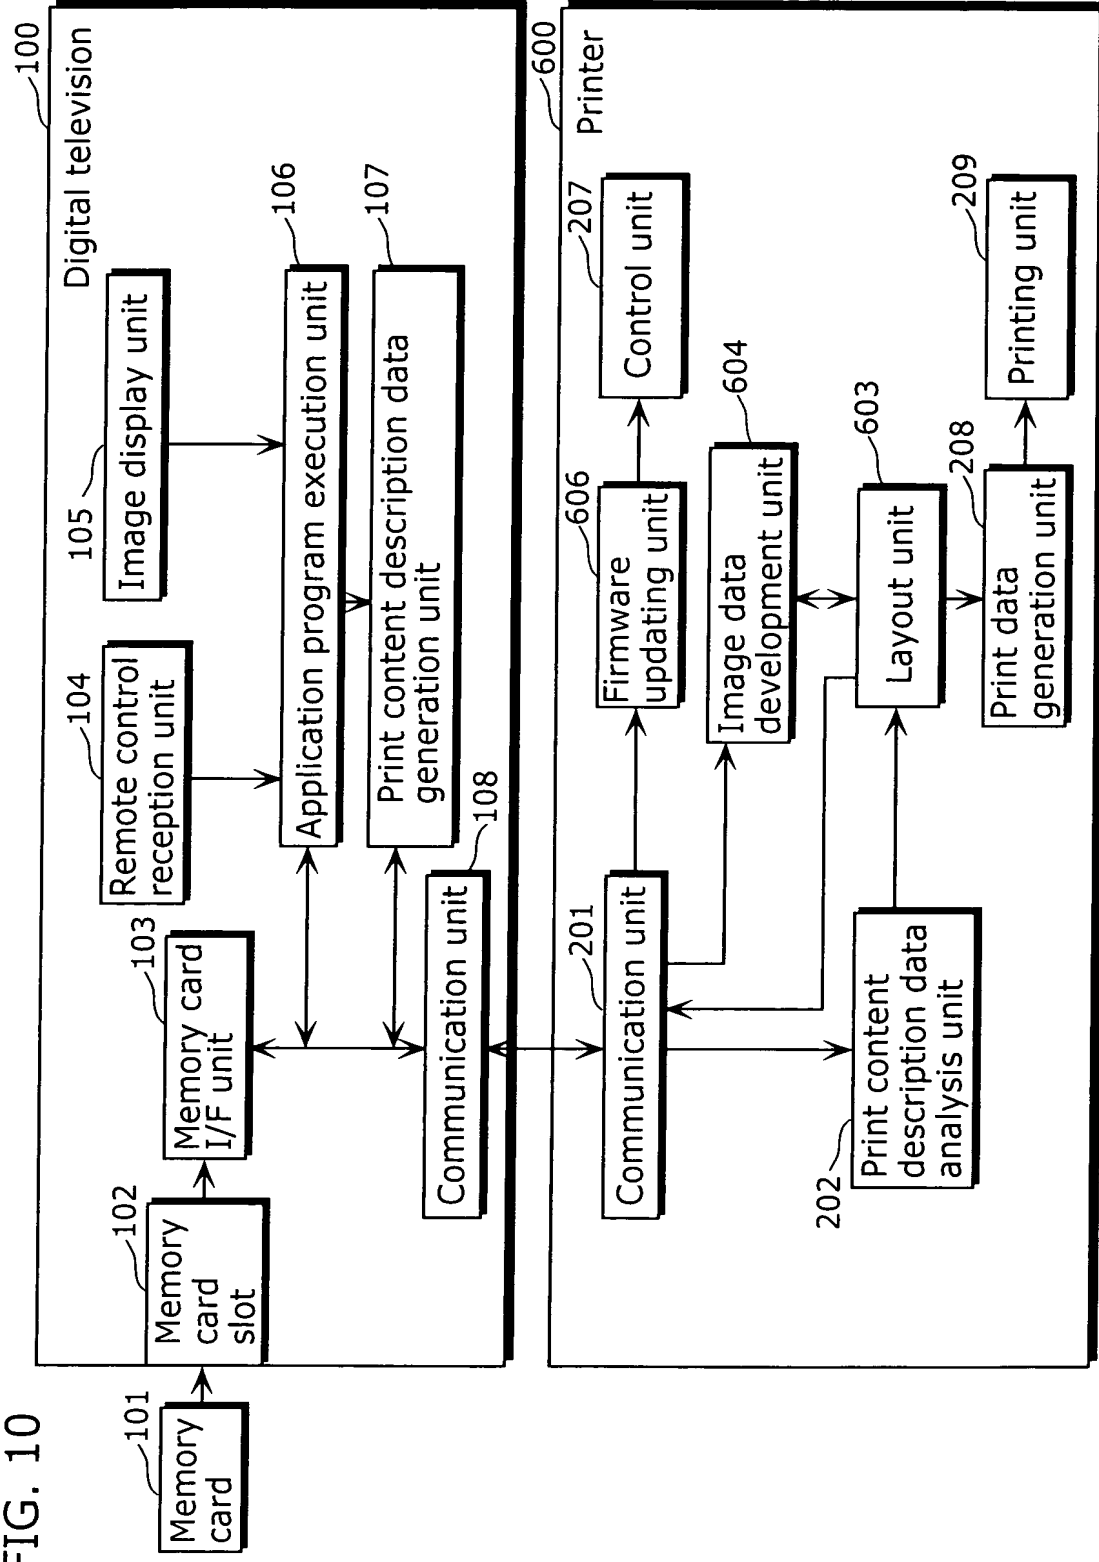 FIG. 10
100
Digital television
101
Memory
card
102
Memory
card
slot
103
Memory card
I/F unit
104
Remote control
reception unit
105
Image display unit
106
Application program execution unit
107
Print content description data
generation unit
108
Communication unit
600
Printer
201
Communication unit
606
Firmware
updating unit
207
Control unit
604
Image data
development unit
603
Layout unit
202
Print content
description data
analysis unit
208
Print data
generation unit
209
Printing unit